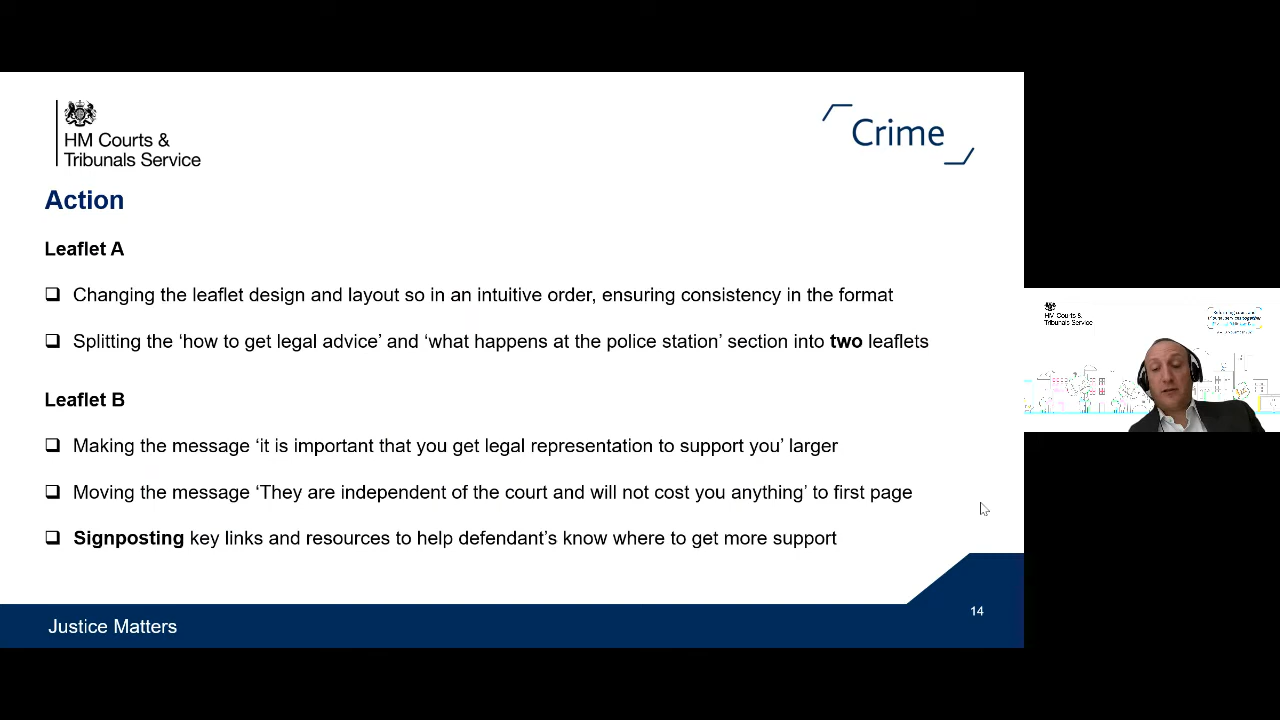 HM Courts &
Tribunals Service
Crime
Action
Leaflet A
❑ Changing the leaflet design and layout so in an intuitive order, ensuring consistency in the format
❑ Splitting the ‘how to get legal advice’ and ‘what happens at the police station’ section into two leaflets
Leaflet B
❑ Making the message ‘it is important that you get legal representation to support you’ larger
❑ Moving the message ‘They are independent of the court and will not cost you anything’ to first page
❑ Signposting key links and resources to help defendant’s know where to get more support
14
Justice Matters
HM Courts &
Tribunals Service